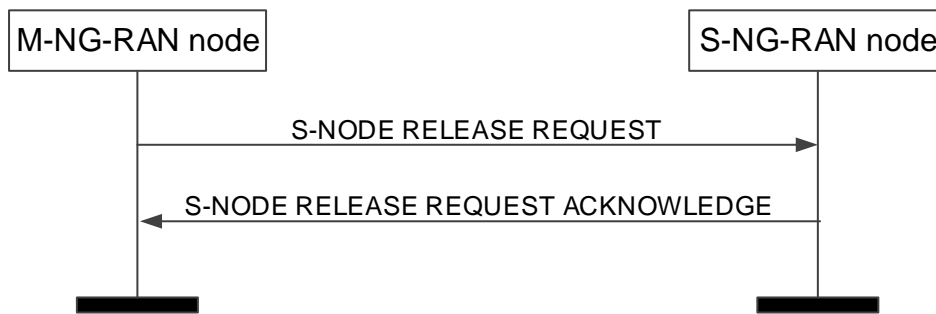 M-NG-RAN node
S-NG-RAN node
S-NODE RELEASE REQUEST
S-NODE RELEASE REQUEST ACKNOWLEDGE